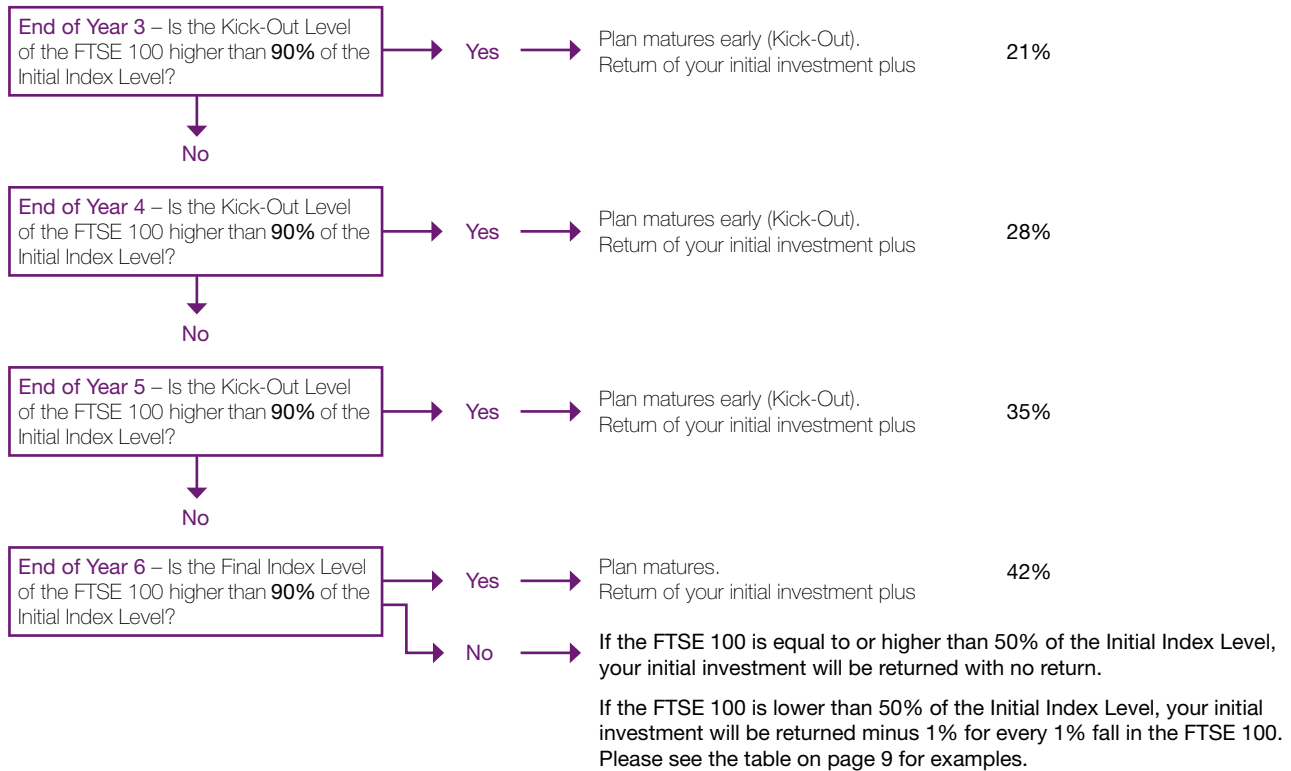 End of Year 3 – Is the Kick-Out Level
of the FTSE 100 higher than 90% of the
Initial Index Level?
Yes
Plan matures early (Kick-Out).
Return of your initial investment plus
21%
No
End of Year 4 – Is the Kick-Out Level
of the FTSE 100 higher than 90% of the
Initial Index Level?
Yes
Plan matures early (Kick-Out).
Return of your initial investment plus
28%
No
End of Year 5 – Is the Kick-Out Level
of the FTSE 100 higher than 90% of the
Initial Index Level?
Yes
Plan matures early (Kick-Out).
Return of your initial investment plus
35%
No
End of Year 6 – Is the Final Index Level
of the FTSE 100 higher than 90% of the
Initial Index Level?
Yes
Plan matures.
Return of your initial investment plus
42%
No
If the FTSE 100 is equal to or higher than 50% of the Initial Index Level,
your initial investment will be returned with no return.
If the FTSE 100 is lower than 50% of the Initial Index Level, your initial
investment will be returned minus 1% for every 1% fall in the FTSE 100.
Please see the table on page 9 for examples.